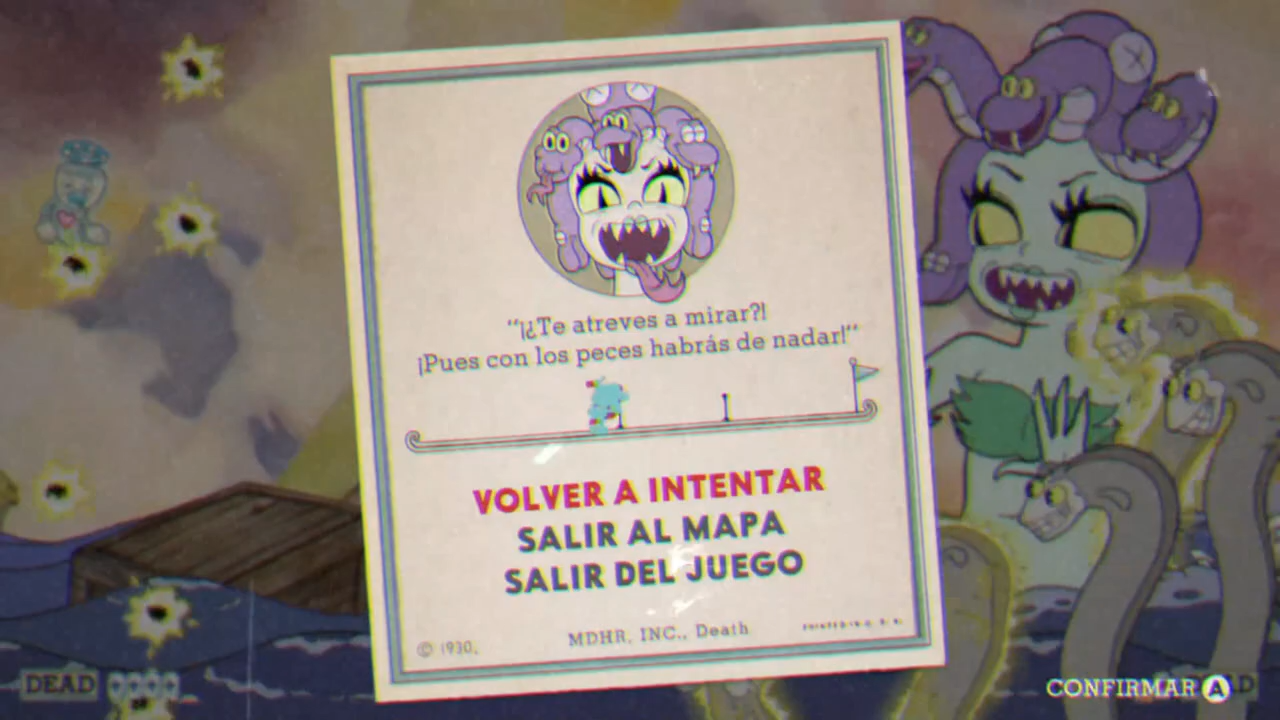 “¡¿Te atreves a mirar?!
¡Pues con los peces habrás de nadar!“
VOLVER A INTENTAR
SALIR AL MAPA
SALIR DEL JUEGO
© 1930,
MDHR, INC., Death
DEAD
CONFIRMAR A